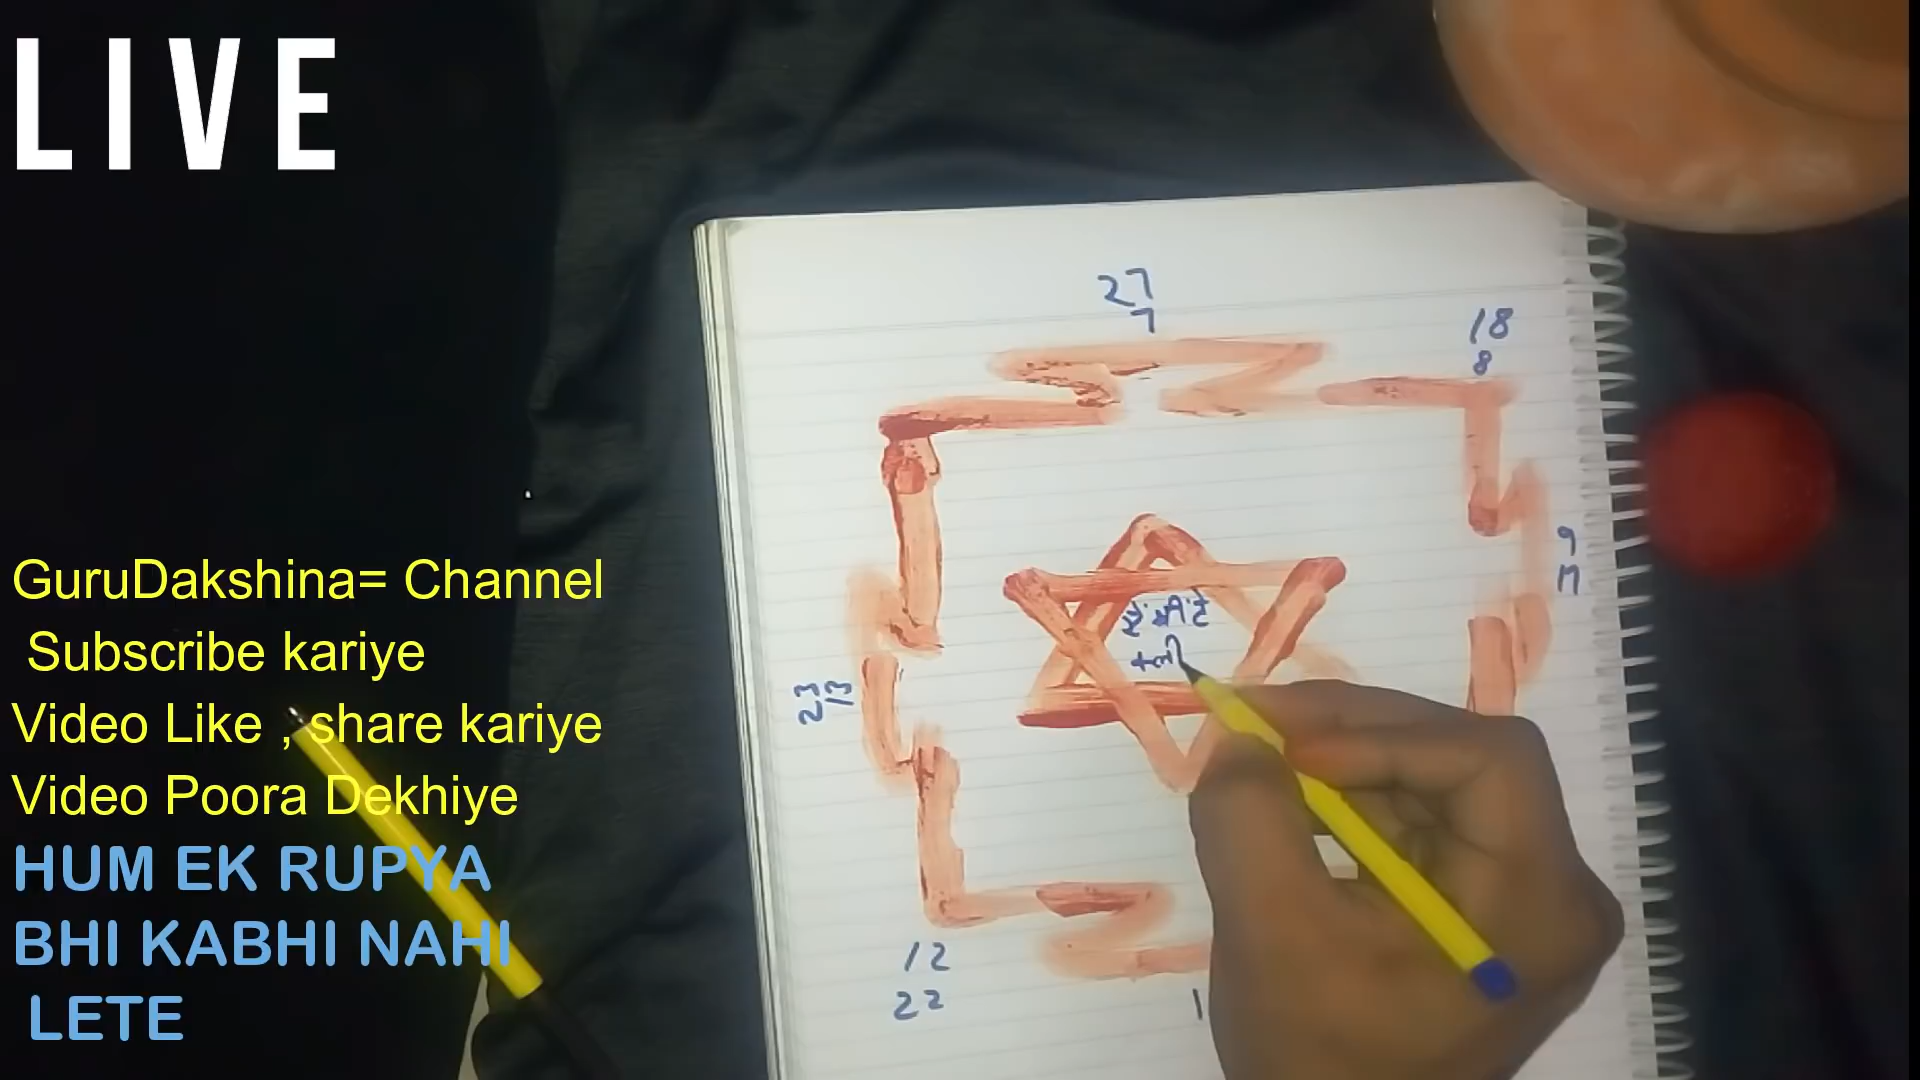 LIVE
27
7
18
8
9
23
13
GuruDakshina= Channel
Subscribe kariye
Video Like , share kariye
Video Poora Dekhiye
HUM EK RUPYA
BHI KABHI NAHI
LETE
12
22
1